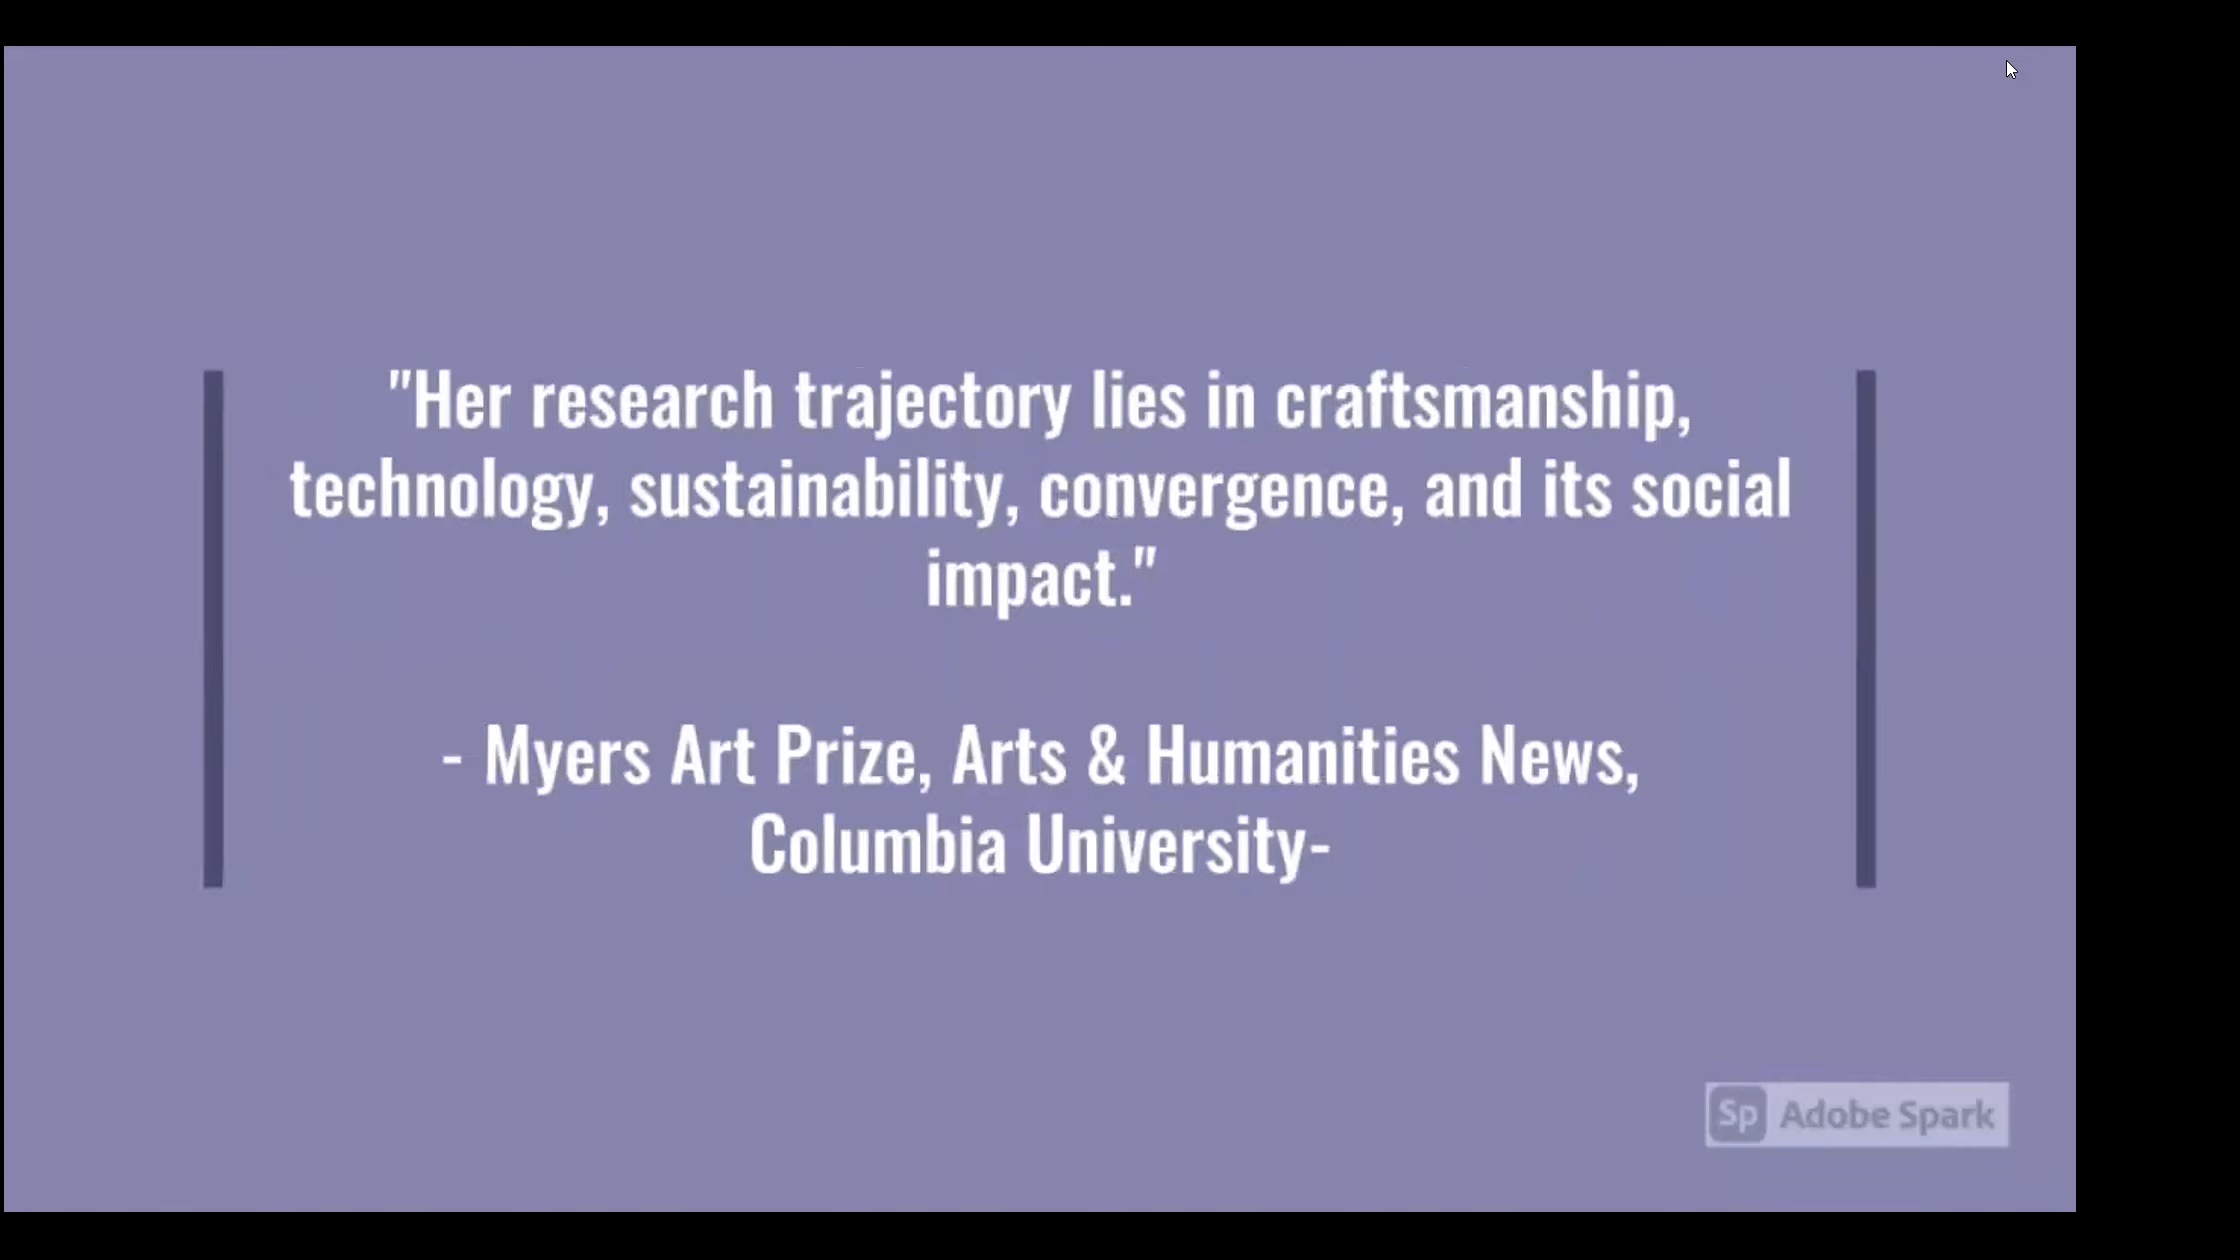 "Her research trajectory lies in craftsmanship,
technology, sustainability, convergence, and its social
impact."
- Myers Art Prize, Arts & Humanities News,
Columbia University-
Sp Adobe Spark